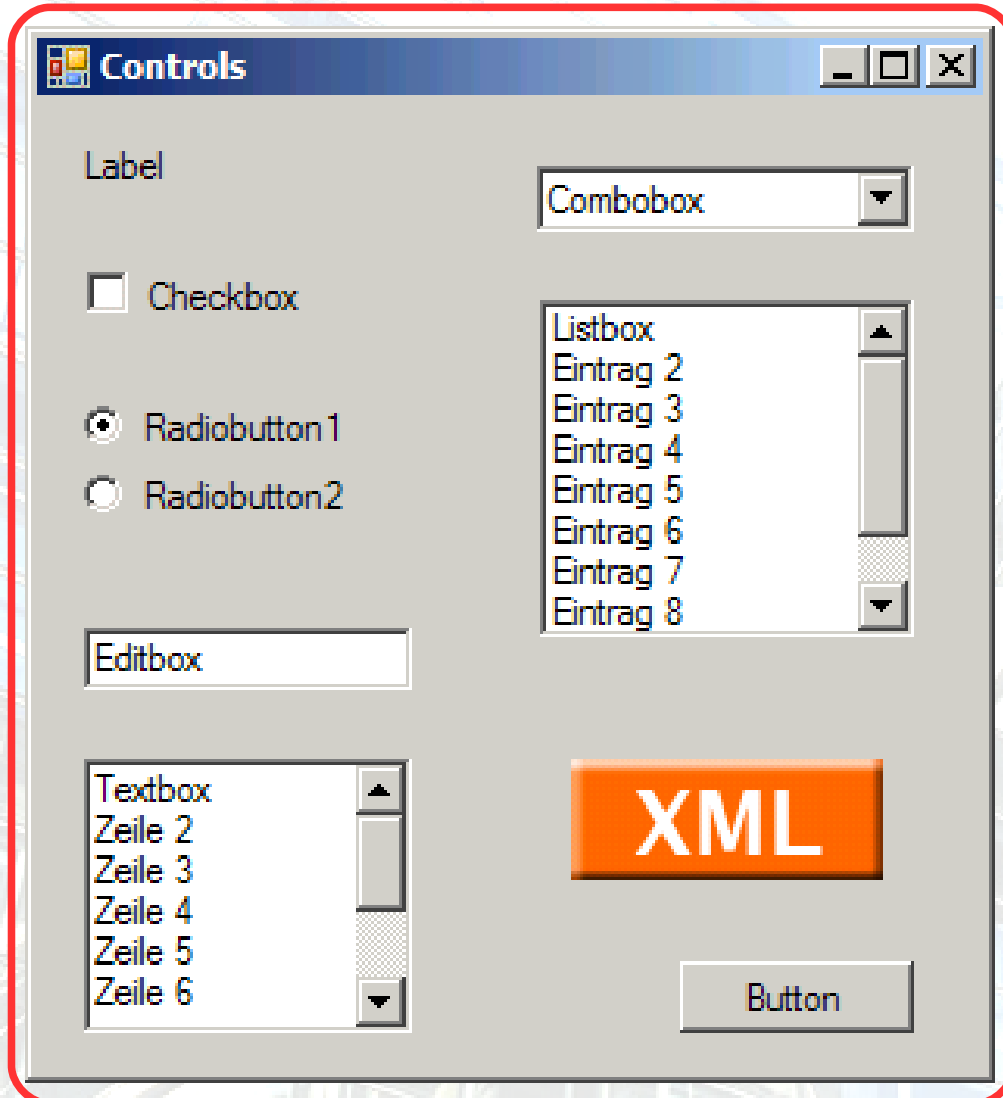 Controls
Label
Combobox
Checkbox
Radiobutton1
Radiobutton2
Listbox
Eintrag 2
Eintrag 3
Eintrag 4
Eintrag 5
Eintrag 6
Eintrag 7
Eintrag 8
Editbox
Textbox
Zeile 2
Zeile 3
Zeile 4
Zeile 5
Zeile 6
XML
Button